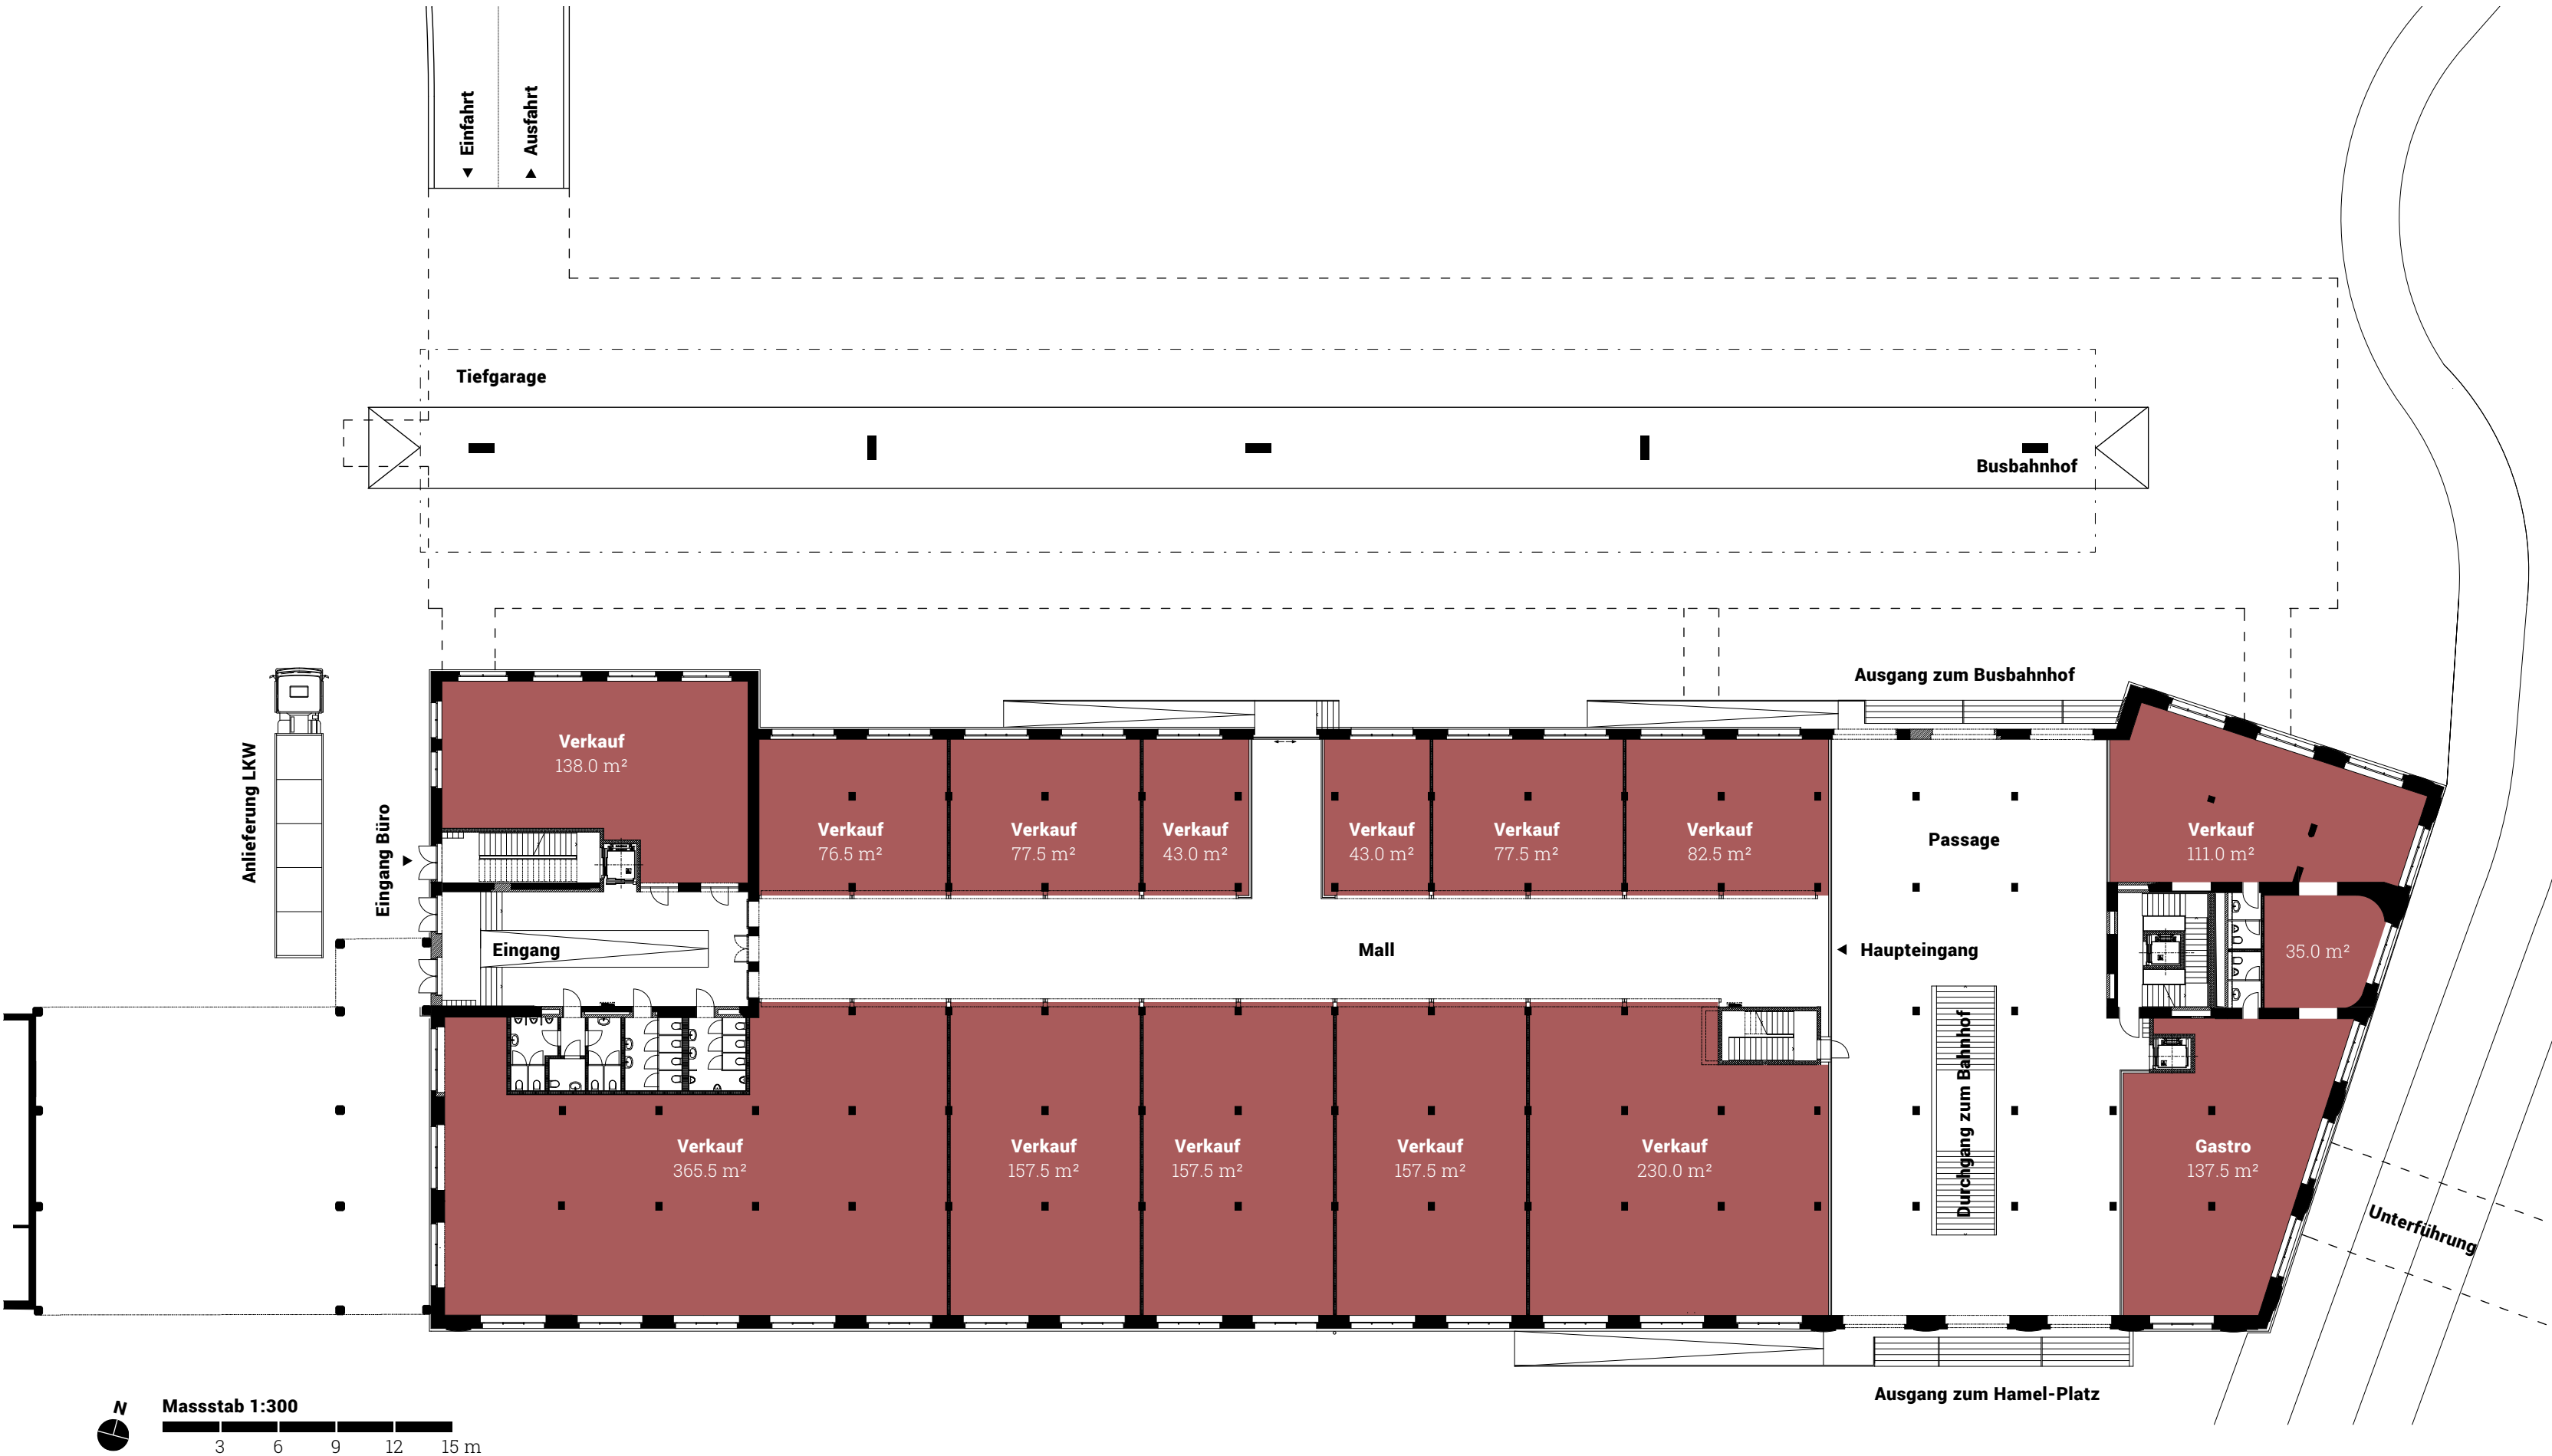 Einfahrt
Ausfahrt
Tiefgarage
Busbahnhof
Ausgang zum Busbahnhof
Anlieferung LKW
Eingang Büro
Verkauf
138.0 m²
Verkauf
76.5 m²
Verkauf
77.5 m²
Verkauf
43.0 m²
Verkauf
43.0 m²
Verkauf
77.5 m²
Verkauf
82.5 m²
Passage
Verkauf
111.0 m²
Eingang
Mall
Haupteingang
35.0 m²
Durchgang zum Bahnhof
Verkauf
365.5 m²
Verkauf
157.5 m²
Verkauf
157.5 m²
Verkauf
157.5 m²
Verkauf
230.0 m²
Gastro
137.5 m²
Unterführung
Ausgang zum Hamel-Platz
N
Massstab 1:300
3 6 9 12 15 m